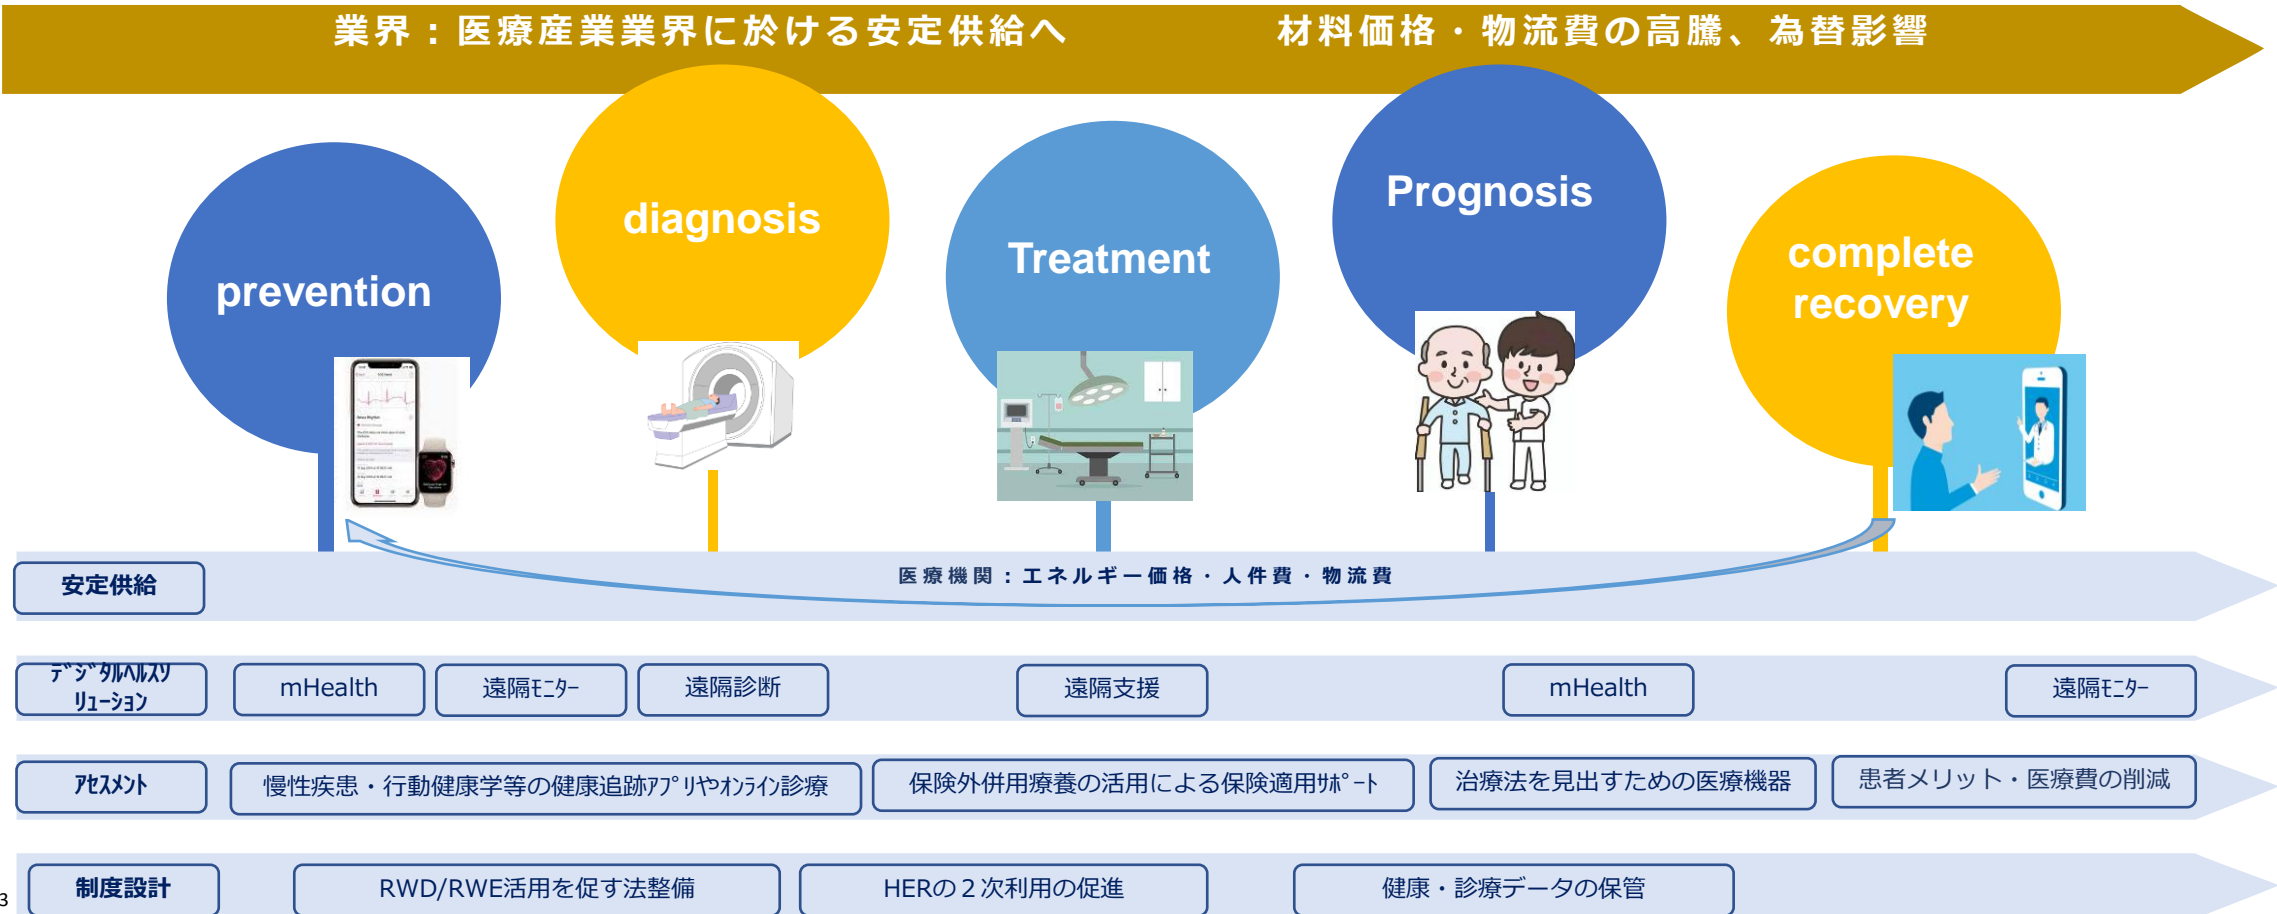 業界：医療産業業界に於ける安定供給へ 材料価格・物流費の高騰、為替影響
prevention
diagnosis
Treatment
Prognosis
complete
recovery
安定供給
医療機関：エネルギー価格・人件費・物流費
ﾃﾞｼﾞﾀﾙﾍﾙｽｿ
ﾘｭｰｼｮﾝ
mHealth
遠隔ﾓﾆﾀｰ
遠隔診断
遠隔支援
mHealth
遠隔ﾓﾆﾀｰ
ｱｾｽﾒﾝﾄ
慢性疾患・行動健康学等の健康追跡ｱﾌﾟﾘやｵﾝﾗｲﾝ診療
保険外併用療養の活用による保険適用ｻﾎﾟｰﾄ
治療法を見出すための医療機器
患者メリット・医療費の削減
制度設計
RWD/RWE活用を促す法整備
HERの２次利用の促進
健康・診療データの保管
3